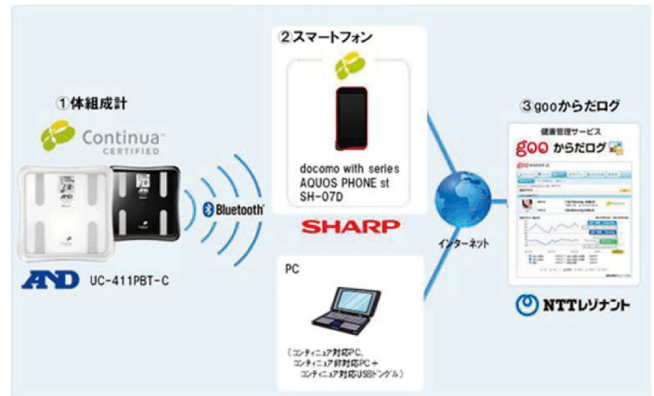 ①体組成計
Continua
CERTIFIED
AND
UC-411PBT-C
Bluetooth
②スマートフォン
docomo with series
AQUOS PHONE st
SH-07D
SHARP
PC
(コンティニュア対応PC、
コンティニュア非対応PC+
コンティニュア対応USBドングル)
インターネット
③gooからだログ
健康管理サービス
goo からだログ
NTTレゾナント